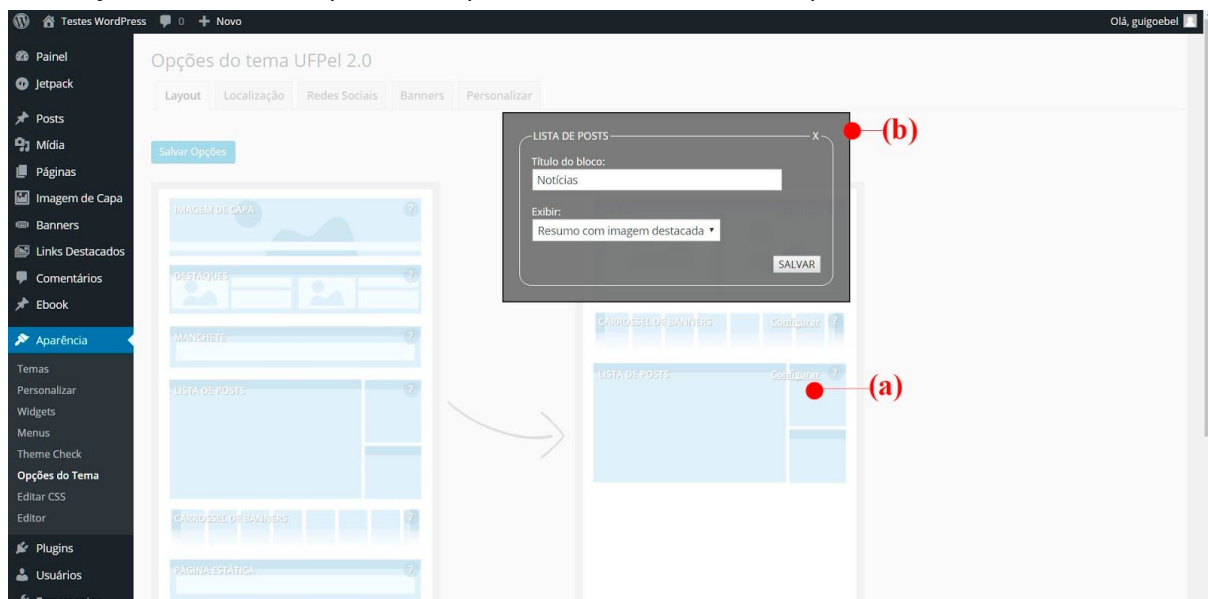 Testes WordPress 0 + Novo
Olá, guigoebel
Painel
Jetpack
Posts
Mídia
Páginas
Imagem de Capa
Banners
Links Destacados
Comentários
Ebook
Aparência
Temas
Personalizar
Widgets
Menus
Theme Check
Opções do Tema
Editar CSS
Editor
Plugins
Usuários
Opções do tema UFPel 2.0
Layout Localização Redes Sociais Banners Personalizar
Salvar Opções
IMAGEM DE CAPA ?
DESTAQUES ?
MANCHETE ?
LISTA DE POSTS ?
CARROSSEL DE BANNERS ?
PÁGINA ESTÁTICA ?
LISTA DE POSTS X
Título do bloco:
Notícias
Exibir:
Resumo com imagem destacada
SALVAR
(b)
CARROSSEL DE BANNERS Configurar ?
LISTA DE POSTS Configurar ?
(a)